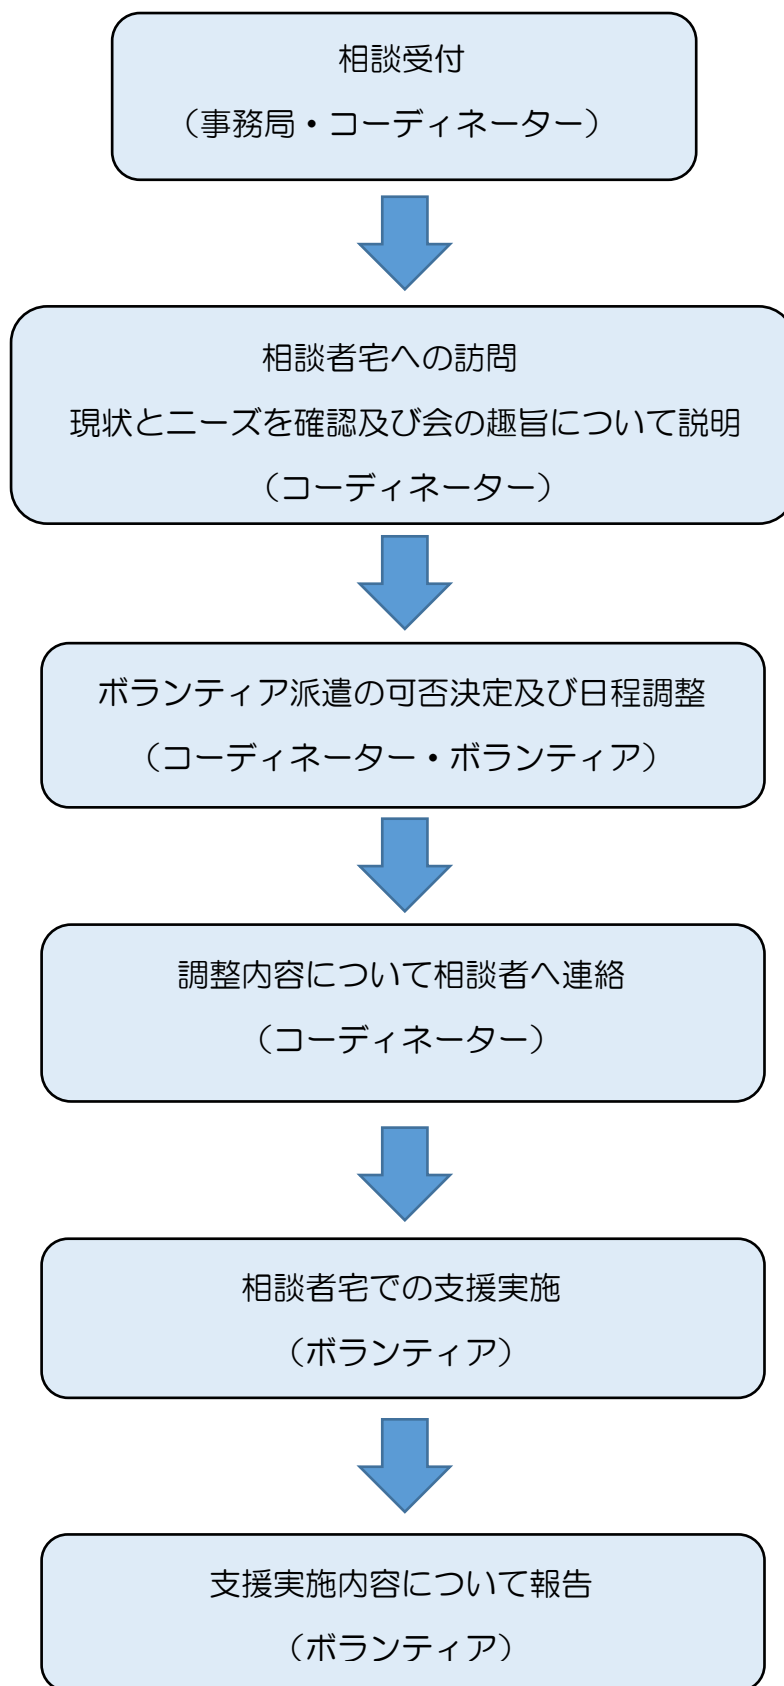 相談受付
（事務局・コーディネーター）
相談者宅への訪問
現状とニーズを確認及び会の趣旨について説明
（コーディネーター）
ボランティア派遣の可否決定及び日程調整
（コーディネーター・ボランティア）
調整内容について相談者へ連絡
（コーディネーター）
相談者宅での支援実施
（ボランティア）
支援実施内容について報告
（ボランティア）